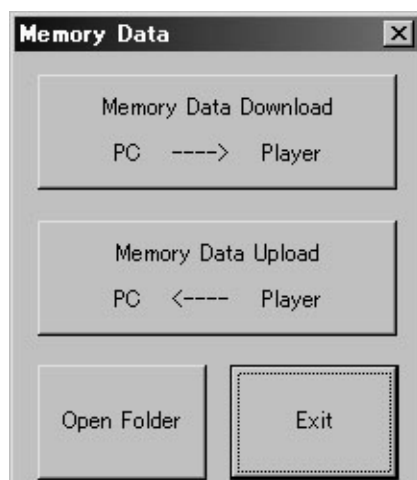 Memory Data
Memory Data Download
PC ----> Player
Memory Data Upload
PC <---- Player
Open Folder
Exit